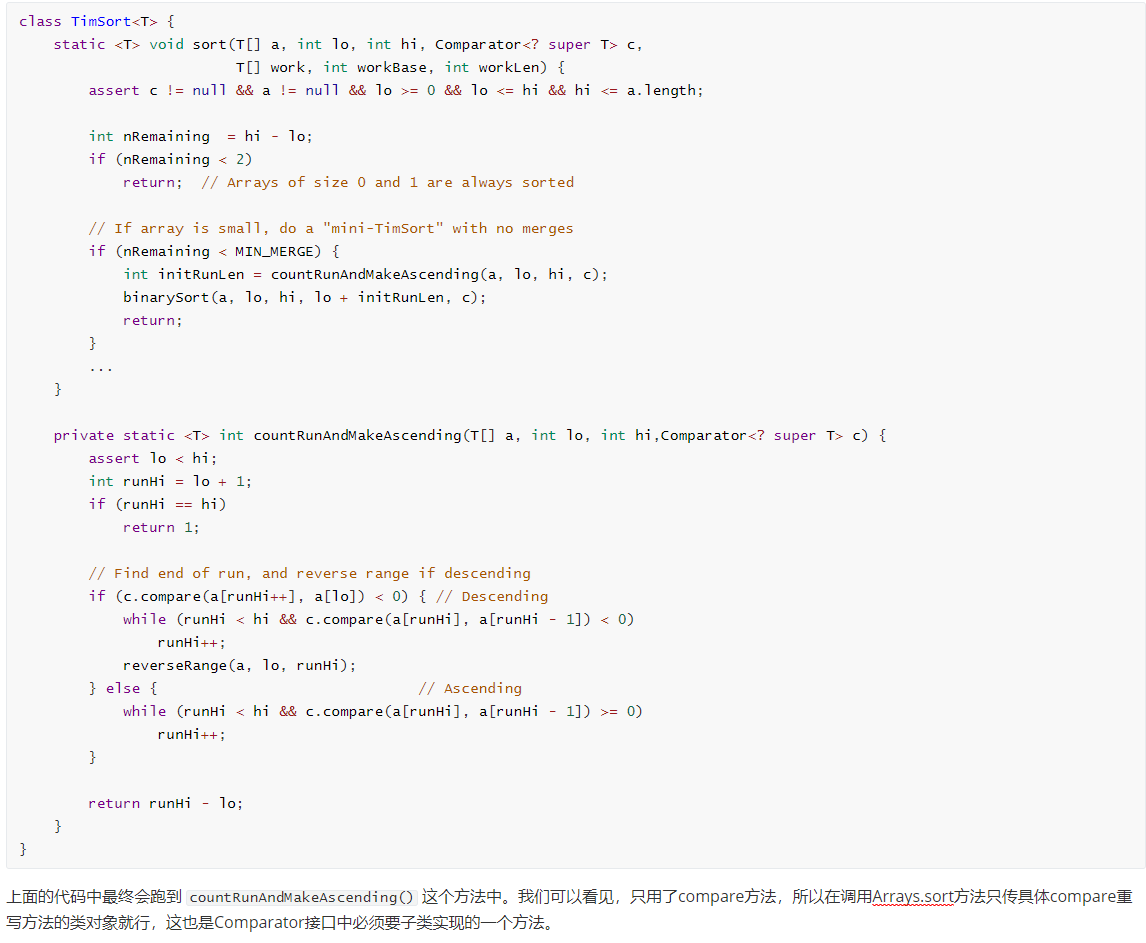 class TimSort<T> {
    static <T> void sort(T[] a, int lo, int hi, Comparator<? super T> c,
                         T[] work, int workBase, int workLen) {
        assert c != null && a != null && lo >= 0 && lo <= hi && hi <= a.length;

        int nRemaining  = hi - lo;
        if (nRemaining < 2)
            return;  // Arrays of size 0 and 1 are always sorted

        // If array is small, do a "mini-TimSort" with no merges
        if (nRemaining < MIN_MERGE) {
            int initRunLen = countRunAndMakeAscending(a, lo, hi, c);
            binarySort(a, lo, hi, lo + initRunLen, c);
            return;
        }
        ...
    }

    private static <T> int countRunAndMakeAscending(T[] a, int lo, int hi,Comparator<? super T> c) {
        assert lo < hi;
        int runHi = lo + 1;
        if (runHi == hi)
            return 1;

        // Find end of run, and reverse range if descending
        if (c.compare(a[runHi++], a[lo]) < 0) { // Descending
            while (runHi < hi && c.compare(a[runHi], a[runHi - 1]) < 0)
                runHi++;
            reverseRange(a, lo, runHi);
        } else {                              // Ascending
            while (runHi < hi && c.compare(a[runHi], a[runHi - 1]) >= 0)
                runHi++;
        }

        return runHi - lo;
    }
}
上面的代码中最终会跑到 countRunAndMakeAscending() 这个方法中。我们可以看见，只用了compare方法，所以在调用Arrays.sort方法只传具体compare重
写方法的类对象就行，这也是Comparator接口中必须要子类实现的一个方法。